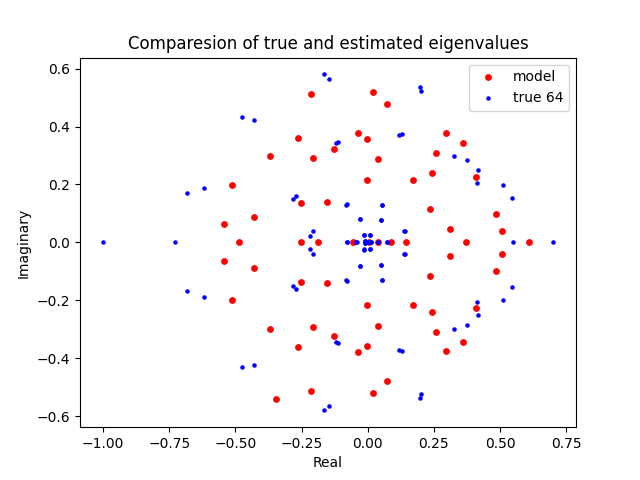 Comparesion of true and estimated eigenvalues
model
true 64
0.6
0.4
0.2
0.0
−0.2
−0.4
−0.6
Imaginary
−1.00 −0.75 −0.50 −0.25 0.00 0.25 0.50 0.75
Real